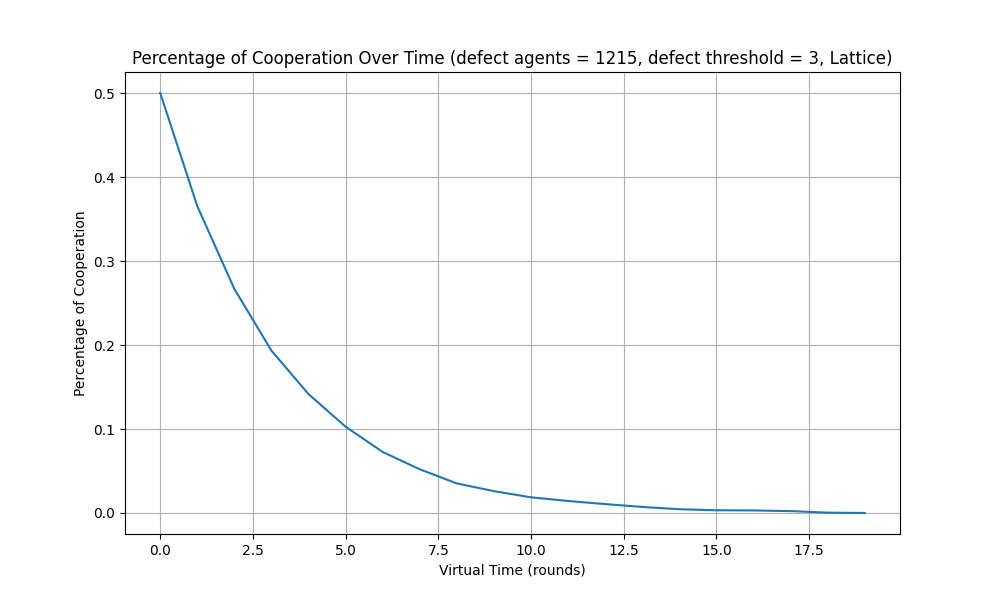 Percentage of Cooperation Over Time (defect agents = 1215, defect threshold = 3, Lattice)
Percentage of Cooperation
0.5
0.4
0.3
0.2
0.1
0.0
0.0 2.5 5.0 7.5 10.0 12.5 15.0 17.5
Virtual Time (rounds)